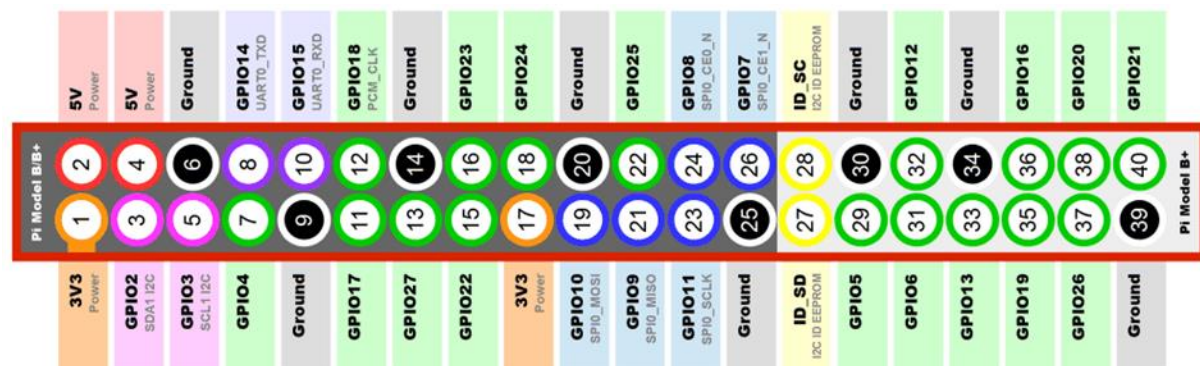 5V
Power
5V
Power
Ground
GPIO14
UART0_TXD
GPIO15
UART0_RXD
GPIO18
PCM_CLK
Ground
GPIO23
GPIO24
Ground
GPIO25
GPIO8
SPI0_CE0_N
GPIO7
SPI0_CE1_N
ID_SC
I2C ID EEPROM
Ground
GPIO12
Ground
GPIO16
GPIO20
GPIO21
Pi Model B/B+
2 4 6 8 10 12 14 16 18 20 22 24 26 28 30 32 34 36 38 40
1 3 5 7 9 11 13 15 17 19 21 23 25 27 29 31 33 35 37 39
Pi Model B+
3V3
Power
GPIO2
SDA1 I2C
GPIO3
SCL1 I2C
GPIO4
Ground
GPIO17
GPIO27
GPIO22
3V3
Power
GPIO10
SPI0_MOSI
GPIO9
SPI0_MISO
GPIO11
SPI0_SCLK
Ground
ID_SD
I2C ID EEPROM
GPIO5
GPIO6
GPIO13
GPIO19
GPIO26
Ground